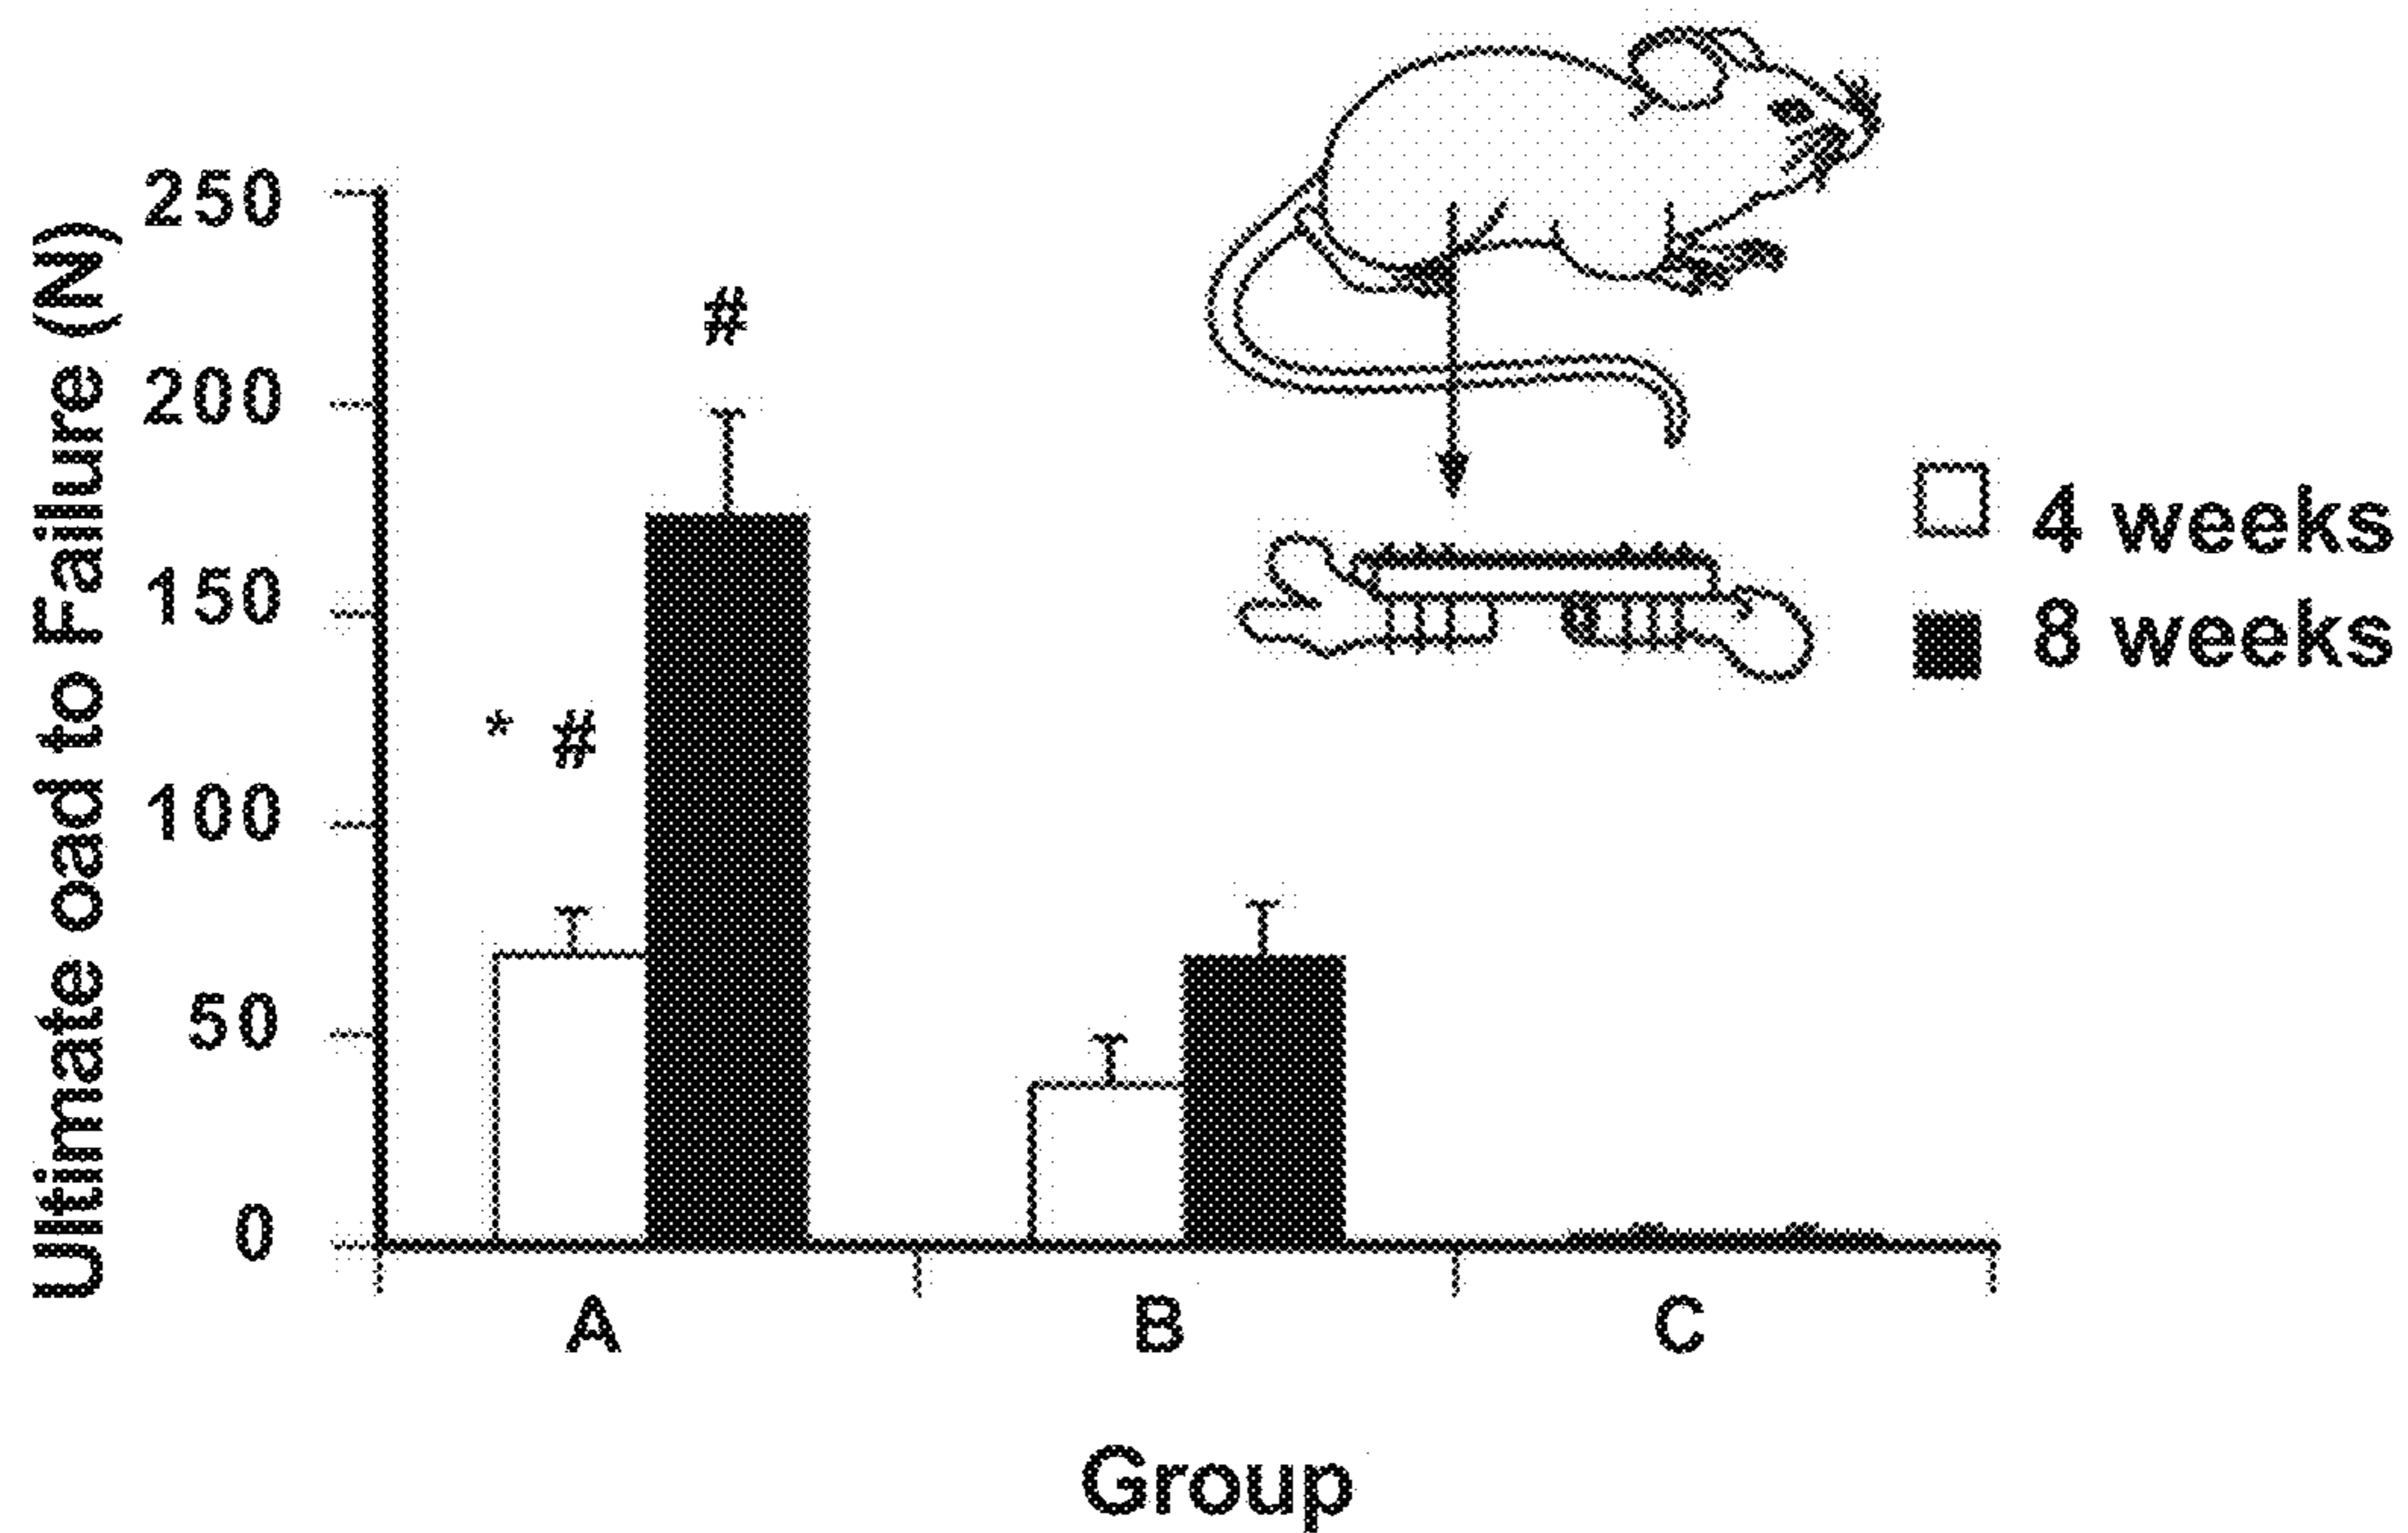 Ultimate oad to Failure (N)
250
200
150
100
50
0
#
* #
4 weeks
8 weeks
A
B
C
Group